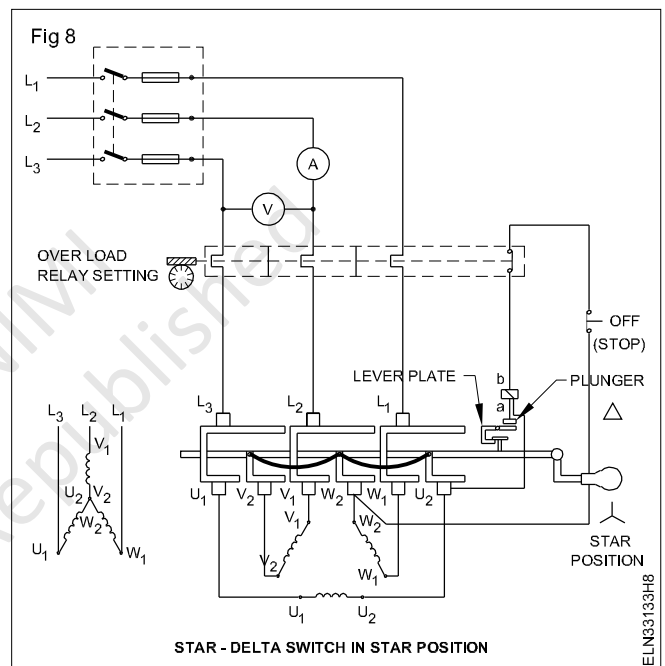 Fig 8
L1
L2
L3
A
V
OVER LOAD
RELAY SETTING
OFF
(STOP)
LEVER PLATE
b
a
PLUNGER
△
L3 L2 L1
L3 L2 L1
V1
U2 V2
W2
U1 W1
U1 V2 V1 W2 W1 U2
V1 W2
V2 W1
U1 U2
STAR
POSITION
STAR - DELTA SWITCH IN STAR POSITION
ELN33133H8
NIMI
Republished